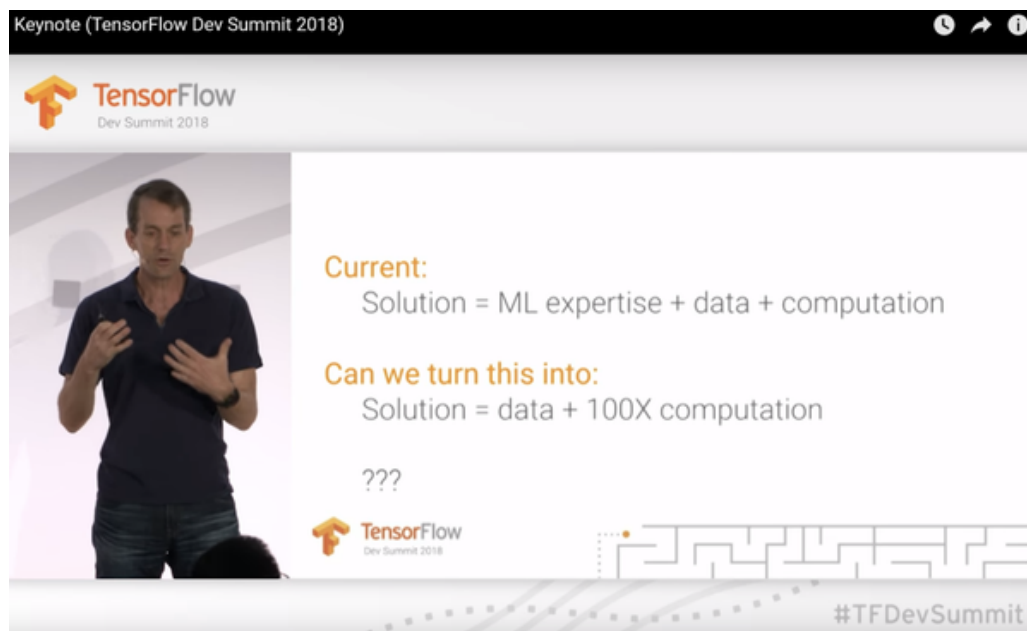 Keynote (TensorFlow Dev Summit 2018)
TensorFlow
Dev Summit 2018
Current:
Solution = ML expertise + data + computation
Can we turn this into:
Solution = data + 100X computation
???
TensorFlow
Dev Summit 2018
#TFDevSummit